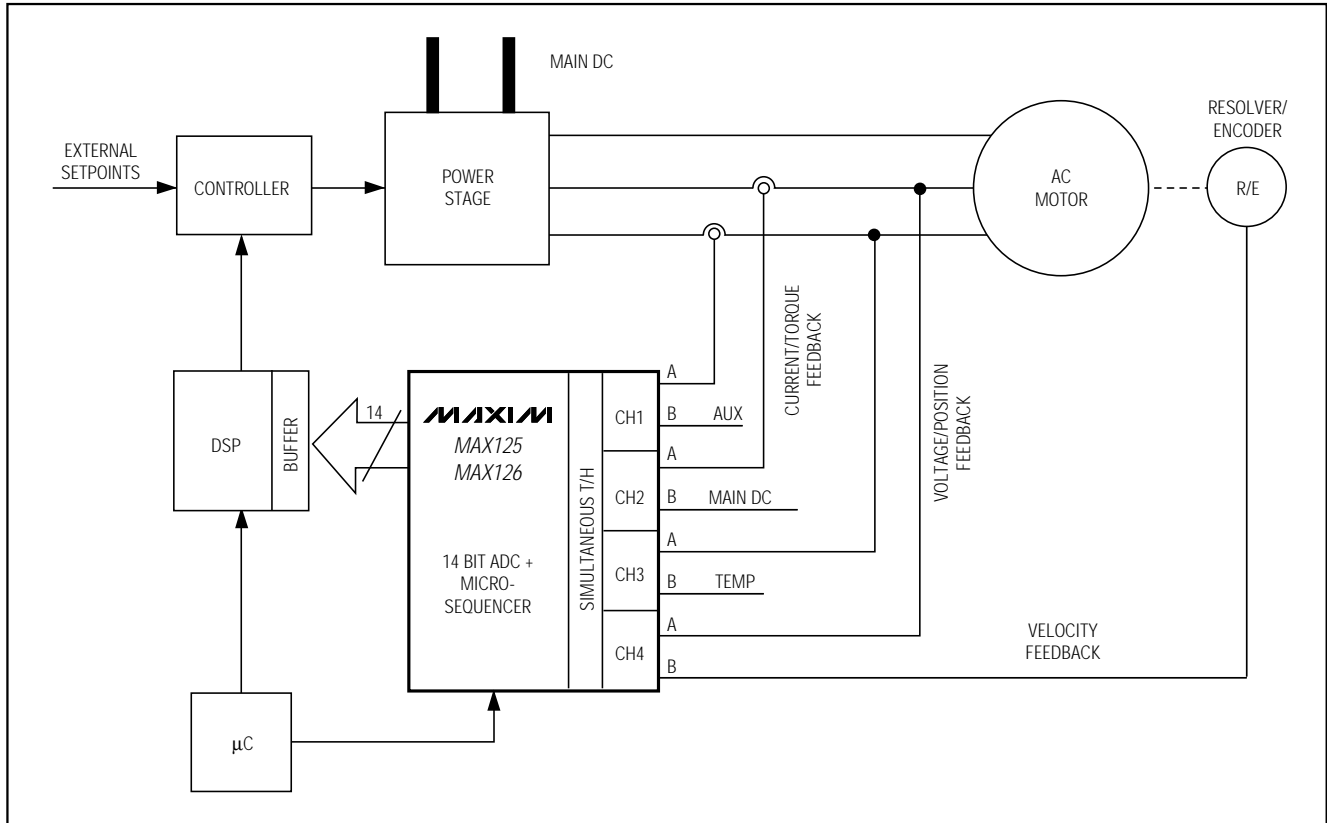 MAIN DC
EXTERNAL
SETPOINTS
CONTROLLER
POWER
STAGE
AC
MOTOR
RESOLVER/
ENCODER
R/E
CURRENT/TORQUE
FEEDBACK
VOLTAGE/POSITION
FEEDBACK
DSP
BUFFER
14
MAXIM
MAX125
MAX126
14 BIT ADC +
MICRO-
SEQUENCER
SIMULTANEOUS T/H
CH1
A
B
AUX
CH2
A
B
MAIN DC
CH3
A
B
TEMP
CH4
A
B
VELOCITY
FEEDBACK
μC